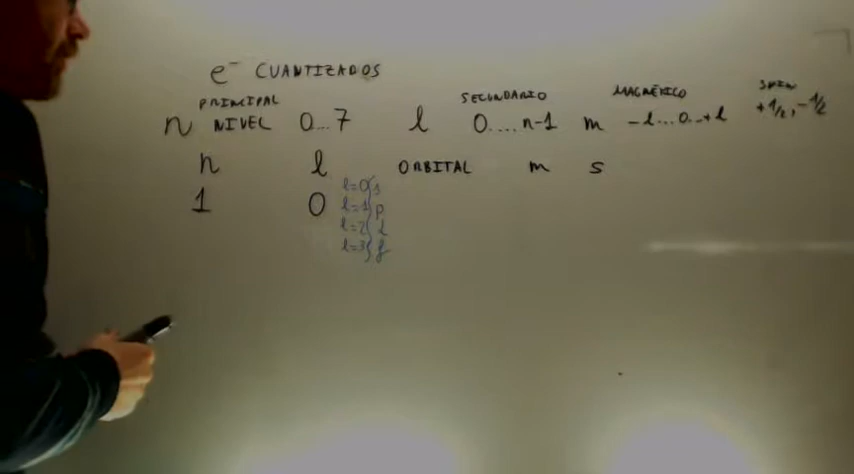 e⁻ CUANTIZADOS
PRINCIPAL SECUNDARIO MAGNÉTICO SPIN
n NIVEL 0...7 l 0....n-1 m -l...0...+l +1/2, -1/2
n l ORBITAL m s
1 0
l=0 s
l=1 p
l=2 d
l=3 f